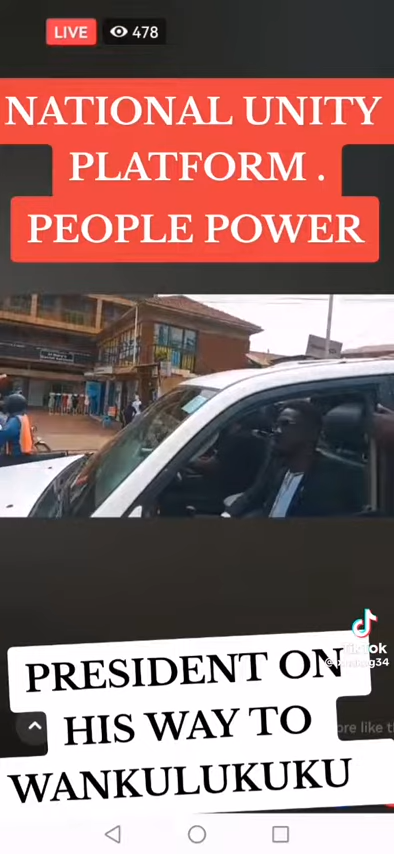 LIVE 478
NATIONAL UNITY
PLATFORM .
PEOPLE POWER
TikTok
PRESIDENT ON
HIS WAY TO
WANKULUKUKU